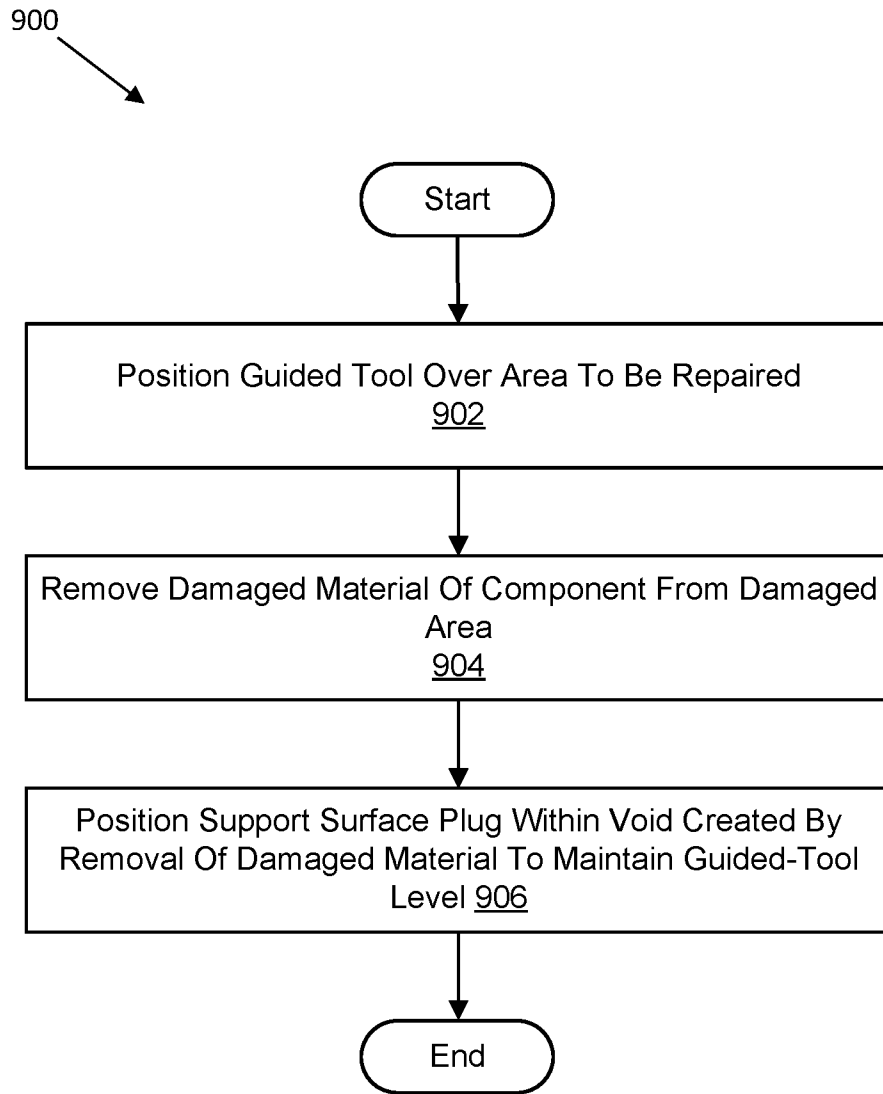 900
Start
Position Guided Tool Over Area To Be Repaired
902
Remove Damaged Material Of Component From Damaged
Area
904
Position Support Surface Plug Within Void Created By
Removal Of Damaged Material To Maintain Guided-Tool
Level 906
End